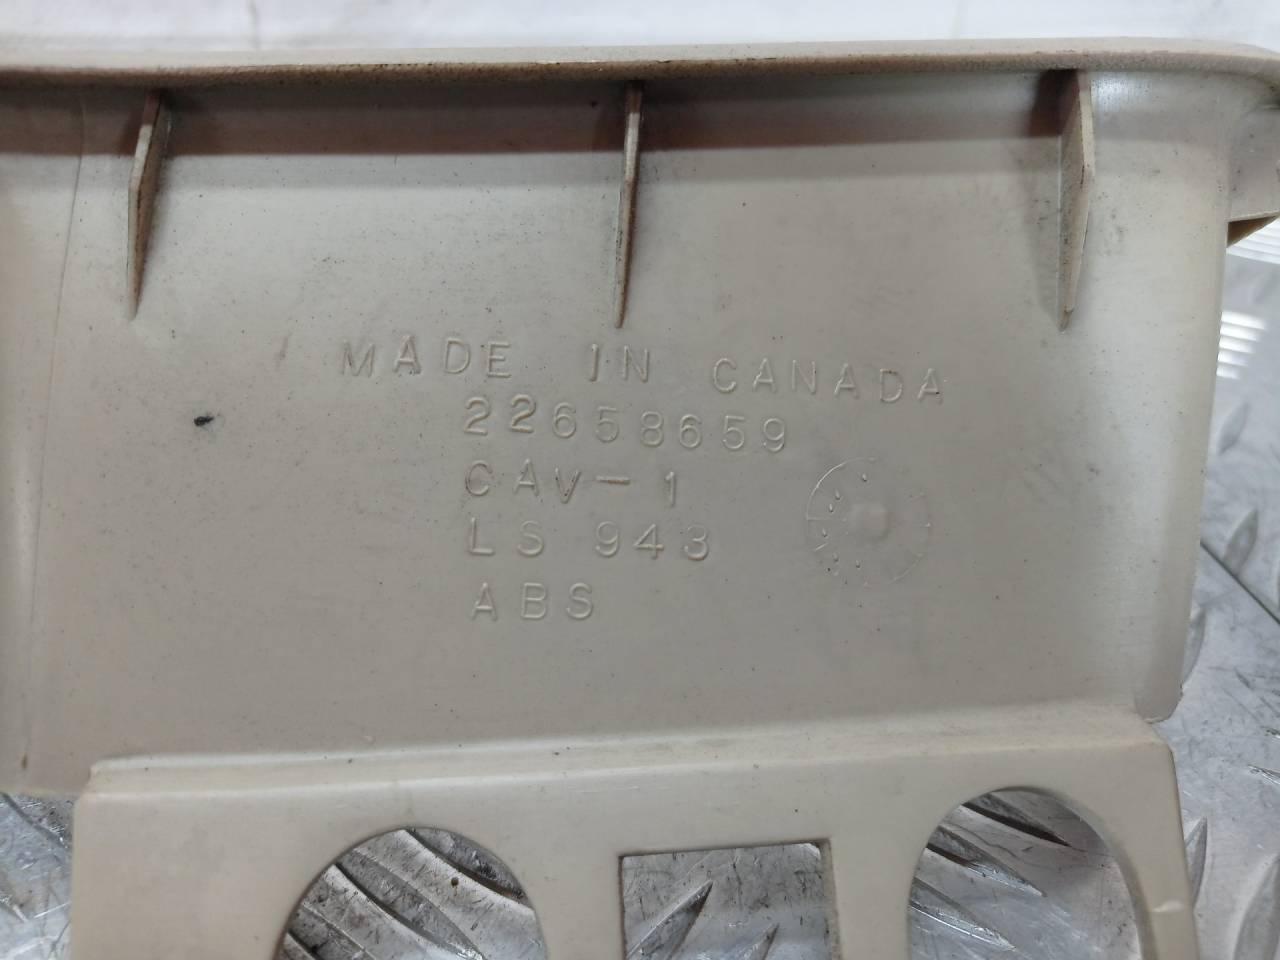 MADE IN CANADA
22658659
CAV-1
LS 943
ABS